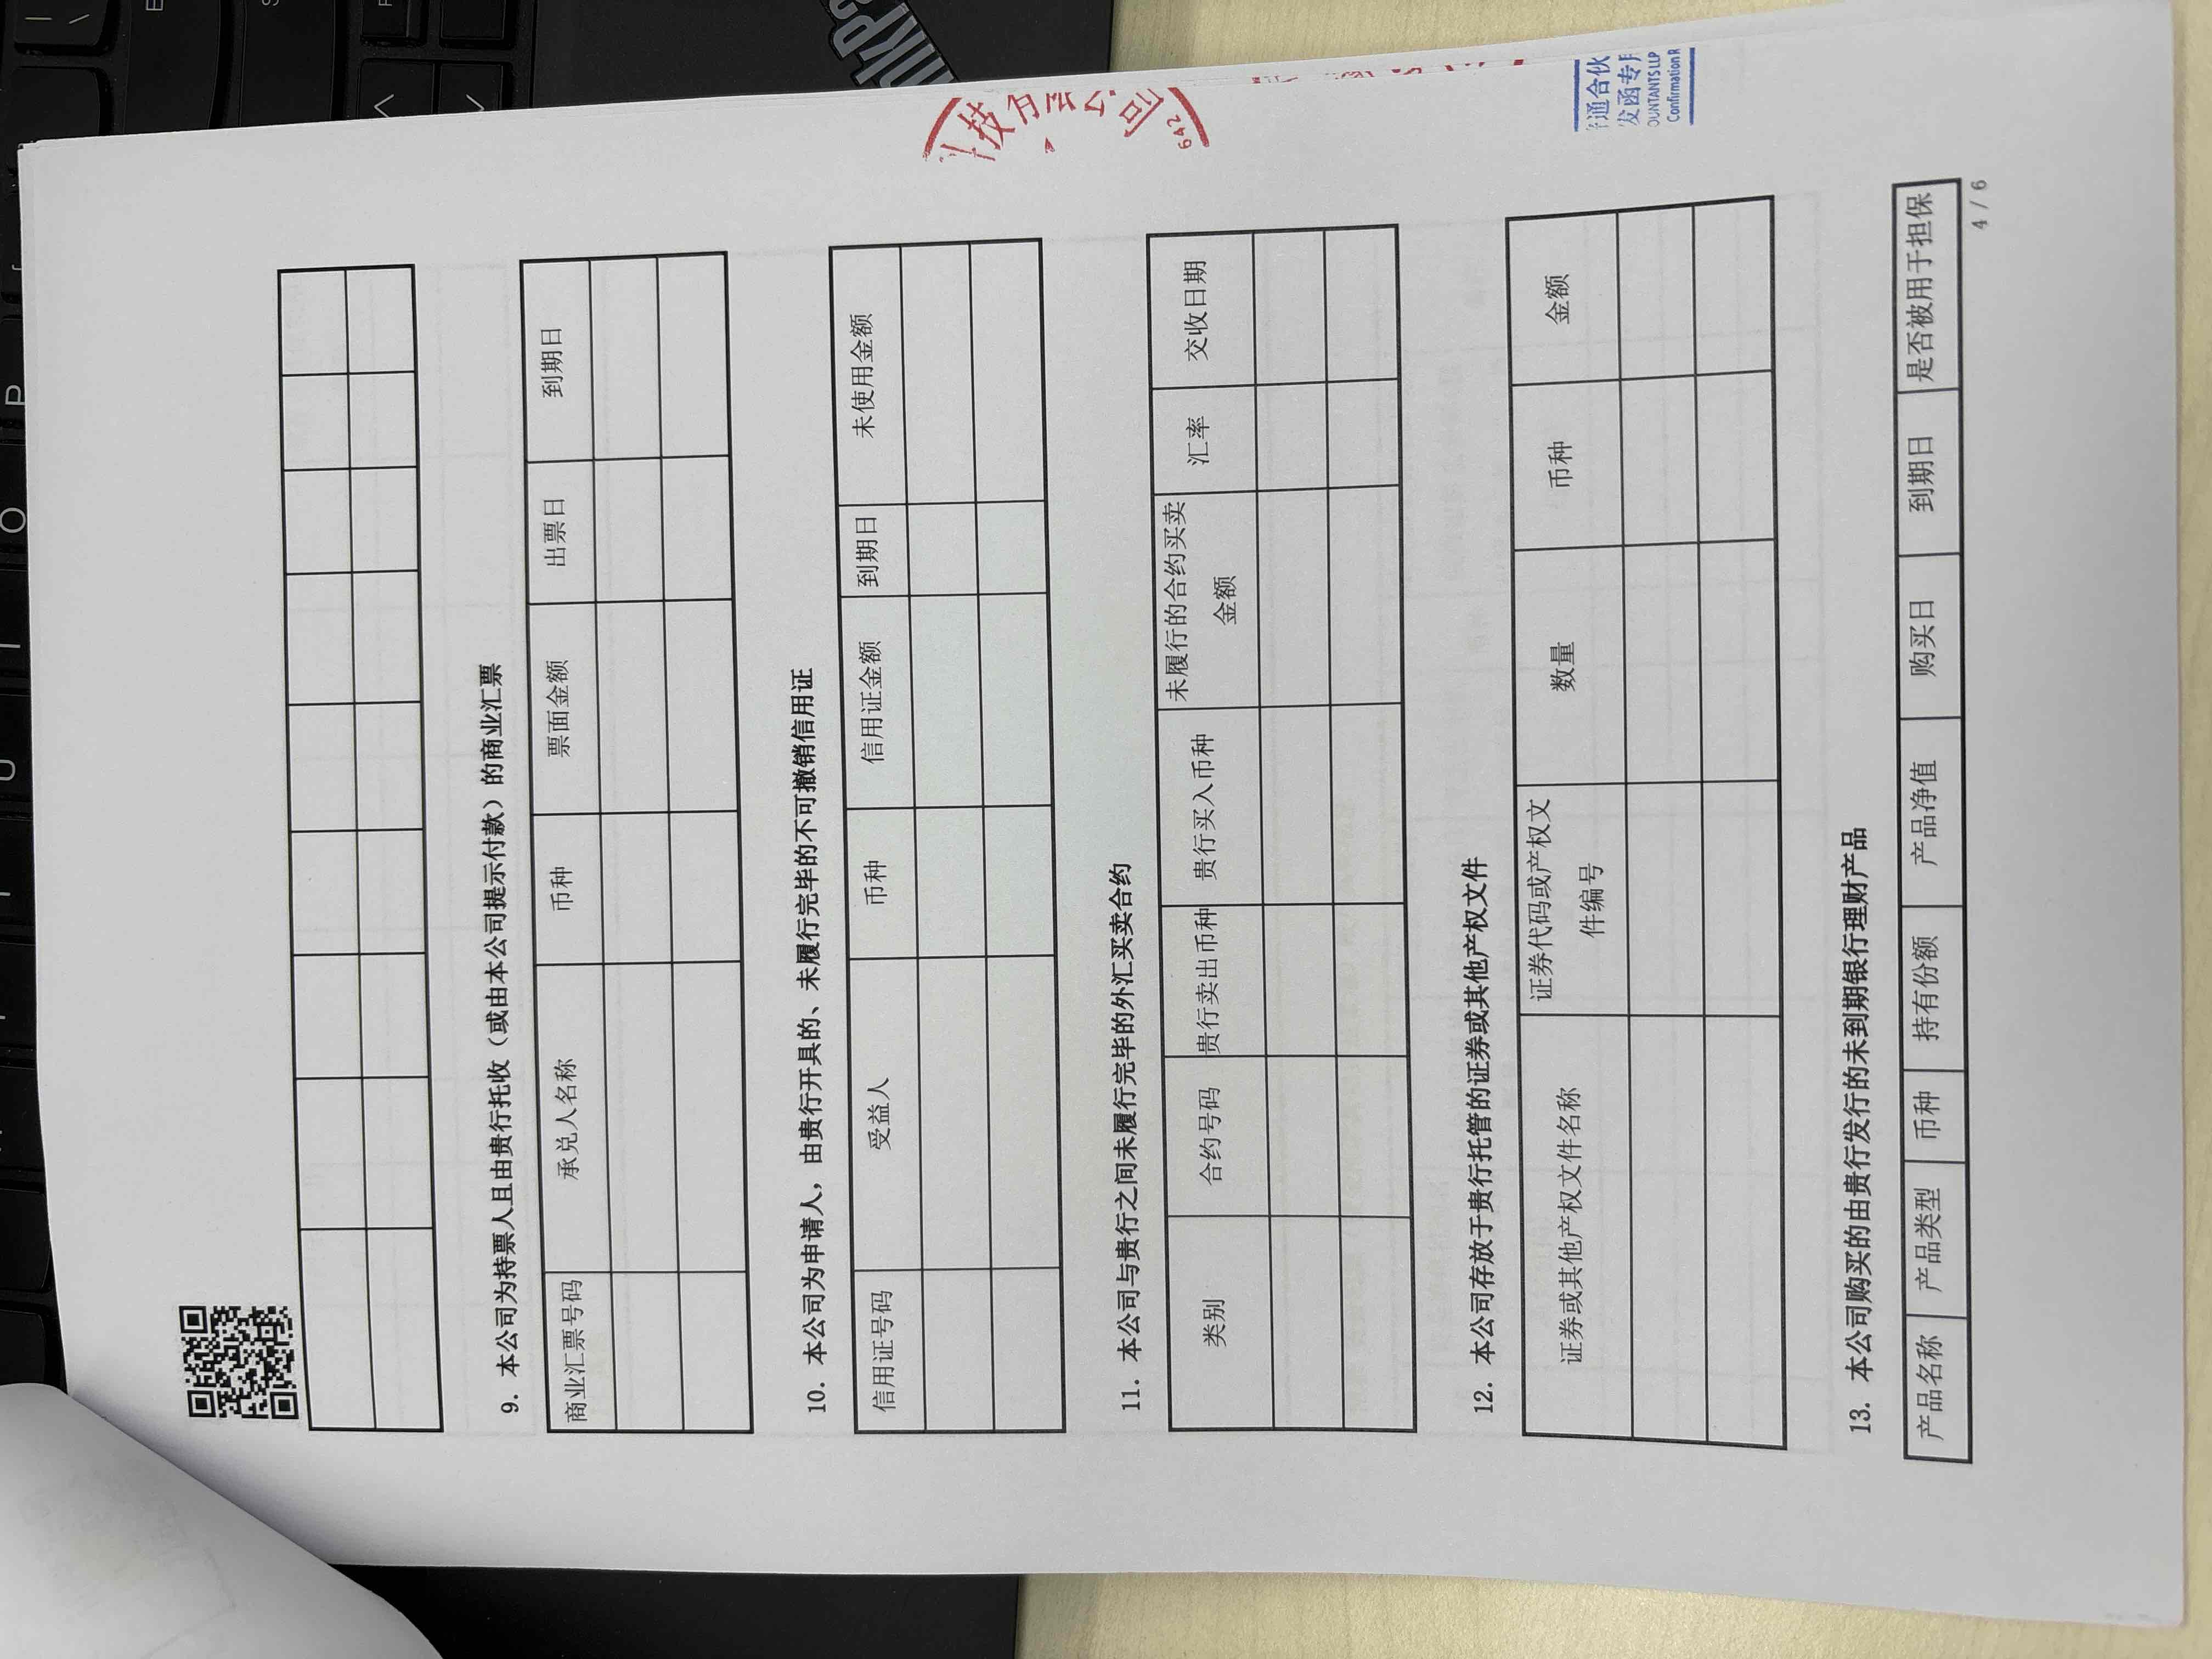 U
I
O
P
[
9. 本公司为持票人且由贵行托收（或由本公司提示付款）的商业汇票
商业汇票号码 承兑人名称 币种 票面金额 出票日 到期日
10. 本公司为申请人，由贵行开具的、未履行完毕的不可撤销信用证
信用证号码 受益人 币种 信用证金额 到期日 未使用金额
11. 本公司与贵行之间未履行完毕的外汇买卖合约
类别 合约号码 贵行卖出币种 贵行买入币种 未履行的合约买卖 汇率 交收日期
金额
12. 本公司存放于贵行托管的证券或其他产权文件
证券或其他产权文件名称 证券代码或产权文 数量 币种 金额
件编号
13. 本公司购买的由贵行发行的未到期银行理财产品
产品名称 产品类型 币种 持有份额 产品净值 购买日 到期日 是否被用于担保
4 / 6
技有限公司
642
通合伙
发函专用
OUNTANTS LLP
Confirmation R
nkPa